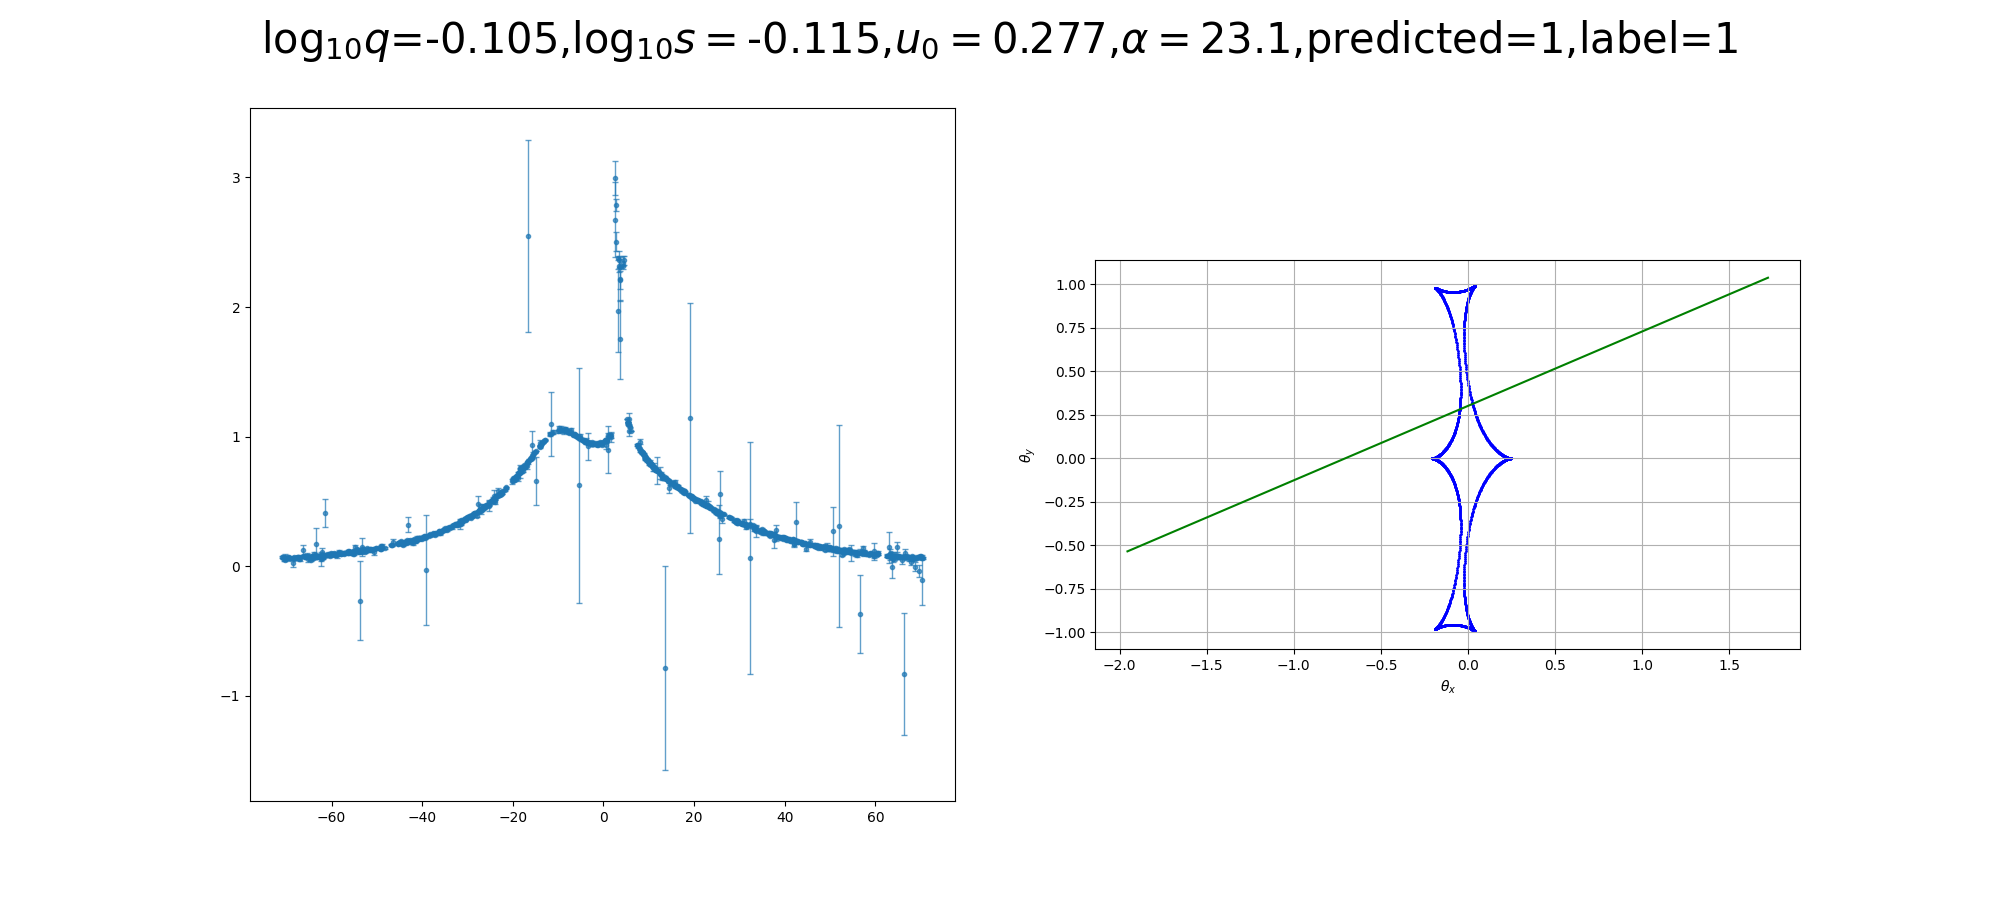 log₁₀q=-0.105,log₁₀s = -0.115,u₀ = 0.277,α = 23.1,predicted=1,label=1
3
2
1
0
−1
−60 −40 −20 0 20 40 60
θ_y
1.00
0.75
0.50
0.25
0.00
−0.25
−0.50
−0.75
−1.00
−2.0 −1.5 −1.0 −0.5 0.0 0.5 1.0 1.5
θ_x